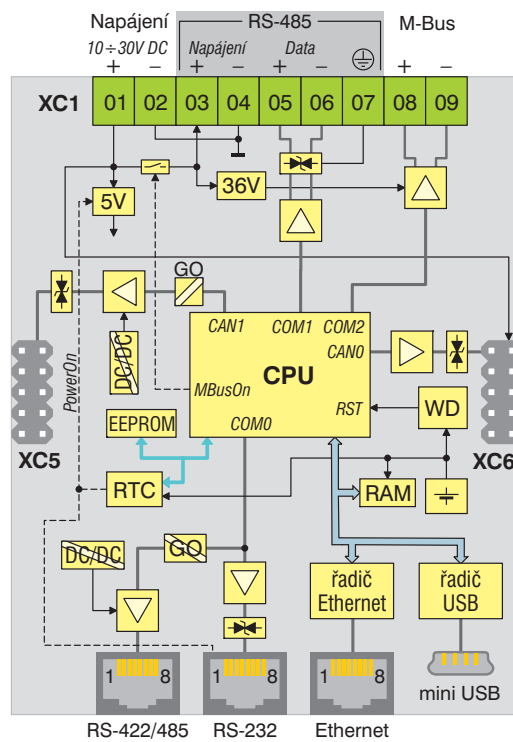 Napájení RS-485 M-Bus
10÷30V DC Napájení Data
+ − + − + − + −
XC1 01 02 03 04 05 06 07 08 09
5V 36V
GO
CAN1 COM1 COM2
CAN0
DC/DC
PowerOn
CPU
MBusOn
RST WD
EEPROM COM0
XC5 XC6
RTC RAM
DC/DC GO
řadič řadič
Ethernet USB
1 8 1 8 1 8
mini USB
RS-422/485 RS-232 Ethernet